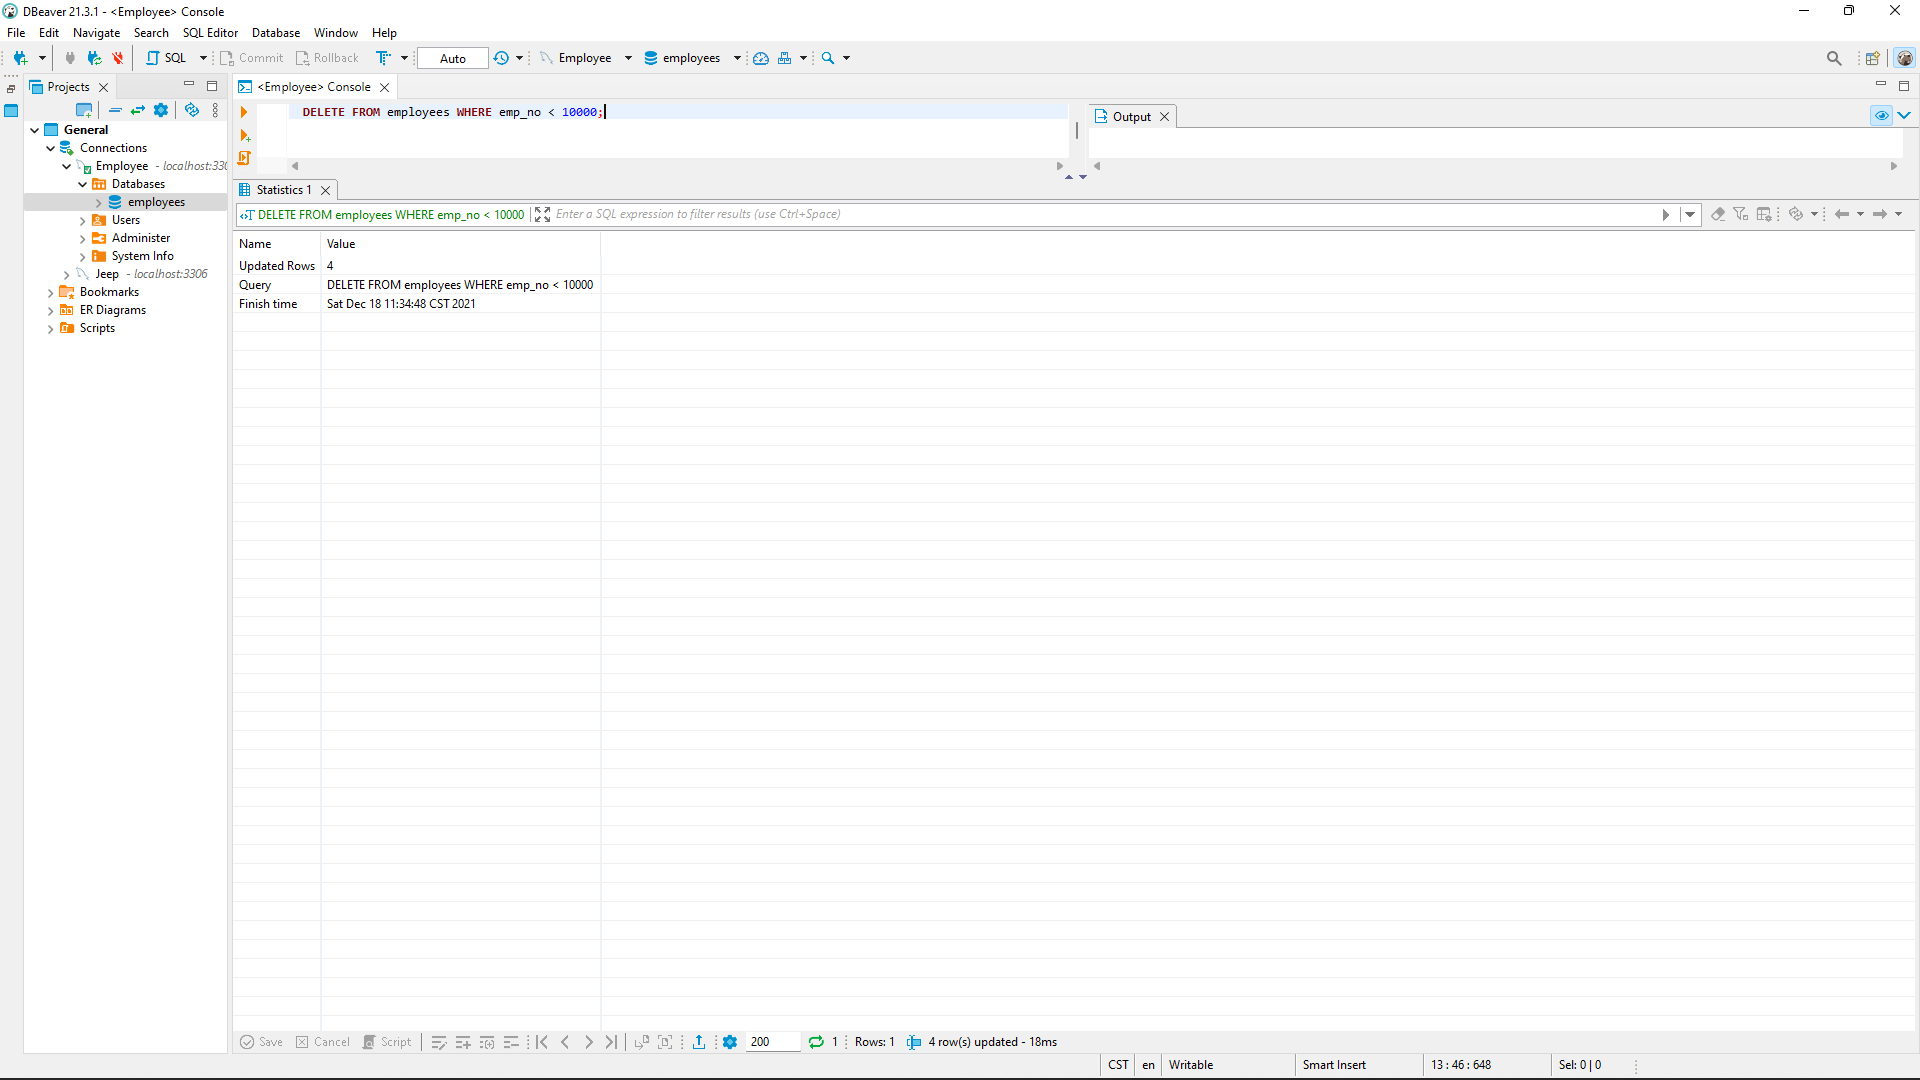 DBeaver 21.3.1 - <Employee> Console
File Edit Navigate Search SQL Editor Database Window Help
SQL Commit Rollback Auto Employee employees
Projects
<Employee> Console
General
Connections
Employee - localhost:330
Databases
employees
Users
Administer
System Info
Jeep - localhost:3306
Bookmarks
ER Diagrams
Scripts
DELETE FROM employees WHERE emp_no < 10000;
Output
Statistics 1
DELETE FROM employees WHERE emp_no < 10000 Enter a SQL expression to filter results (use Ctrl+Space)
Name Value
Updated Rows 4
Query DELETE FROM employees WHERE emp_no < 10000
Finish time Sat Dec 18 11:34:48 CST 2021
Save Cancel Script 200 1 Rows: 1 4 row(s) updated - 18ms
CST en Writable Smart Insert 13 : 46 : 648 Sel: 0 | 0